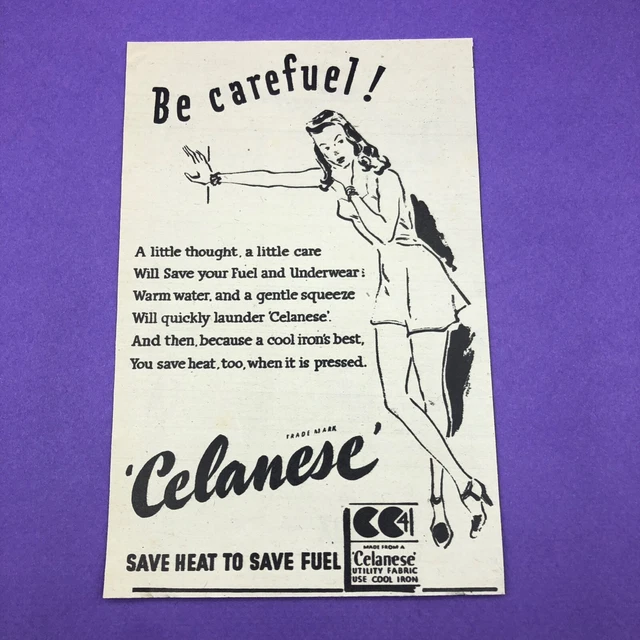 Be carefuel!
A little thought, a little care
Will Save your Fuel and Underwear;
Warm water, and a gentle squeeze
Will quickly launder 'Celanese'.
And then, because a cool iron's best,
You save heat, too, when it is pressed.
TRADE MARK
'Celanese'
SAVE HEAT TO SAVE FUEL
CC41
MADE FROM A
'Celanese'
UTILITY FABRIC
USE COOL IRON